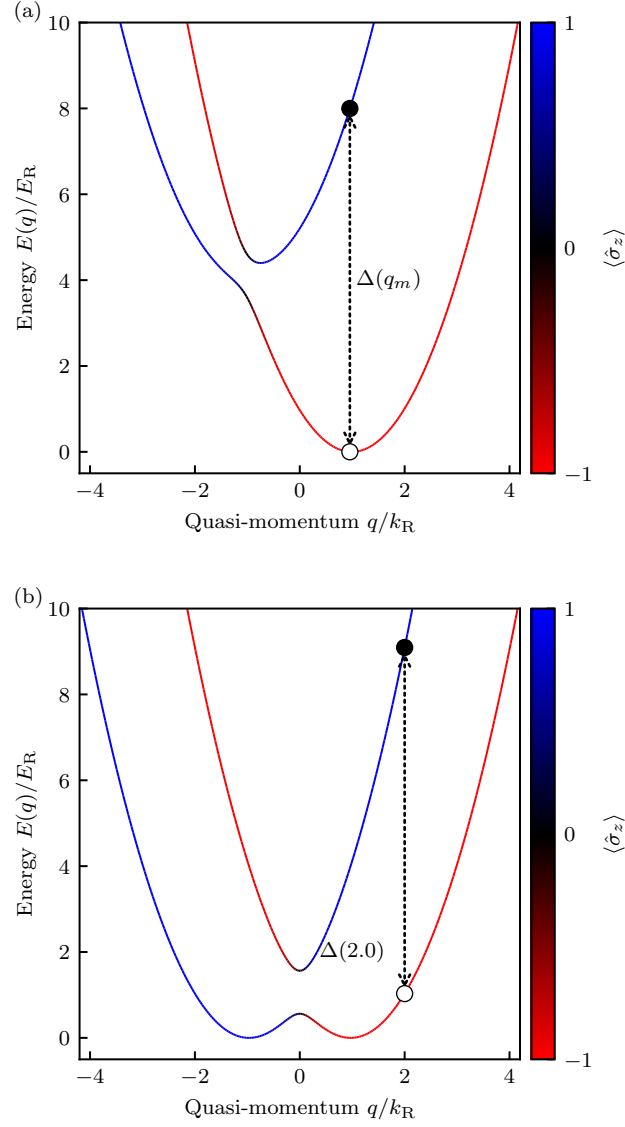 (a)
10
8
6
4
2
0
Energy E(q)/E_R
Δ(q_m)
−4
−2
0
2
4
Quasi-momentum q/k_R
1
0
−1
⟨σ̂_z⟩
(b)
10
8
6
4
2
0
Energy E(q)/E_R
Δ(2.0)
−4
−2
0
2
4
Quasi-momentum q/k_R
1
0
−1
⟨σ̂_z⟩